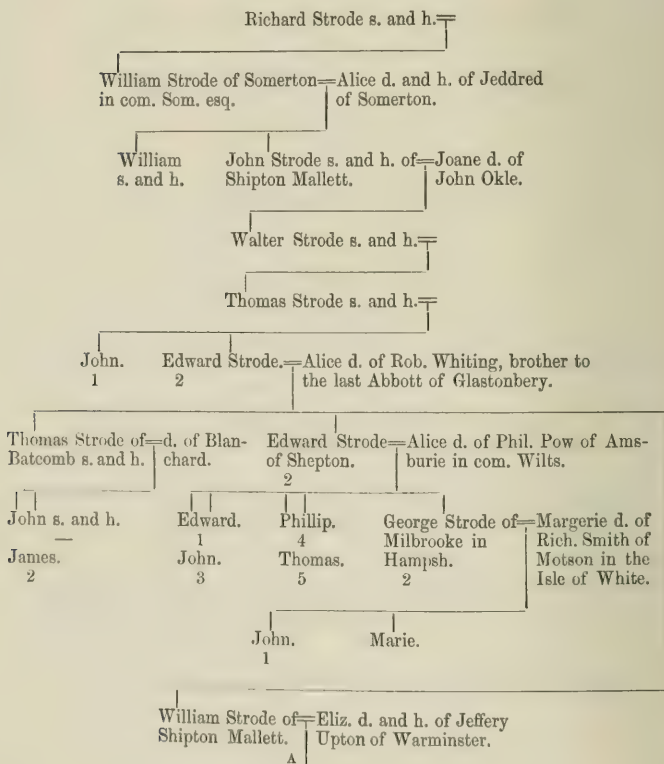 Richard Strode s. and h.
William Strode of Somerton=Alice d. and h. of Jeddred
in com. Som. esq. of Somerton.
William John Strode s. and h. of=Joane d. of
s. and h. Shipton Mallett. John Okle.
Walter Strode s. and h.
Thomas Strode s. and h.
John. Edward Strode.=Alice d. of Rob. Whiting, brother to
1 2 the last Abbott of Glastonbery.
Thomas Strode of=d. of Blan- Edward Strode=Alice d. of Phil. Pow of Ams-
Batcomb s. and h. chard. of Shepton. burie in com. Wilts.
2
John s. and h. Edward. Phillip. George Strode of=Margerie d. of
— 1 4 Milbrooke in Rich. Smith of
James. John. Thomas. Hampsh. Motson in the
2 3 5 2 Isle of White.
John. Marie.
1
William Strode of=Eliz. d. and h. of Jeffery
Shipton Mallett. Upton of Warminster.
A